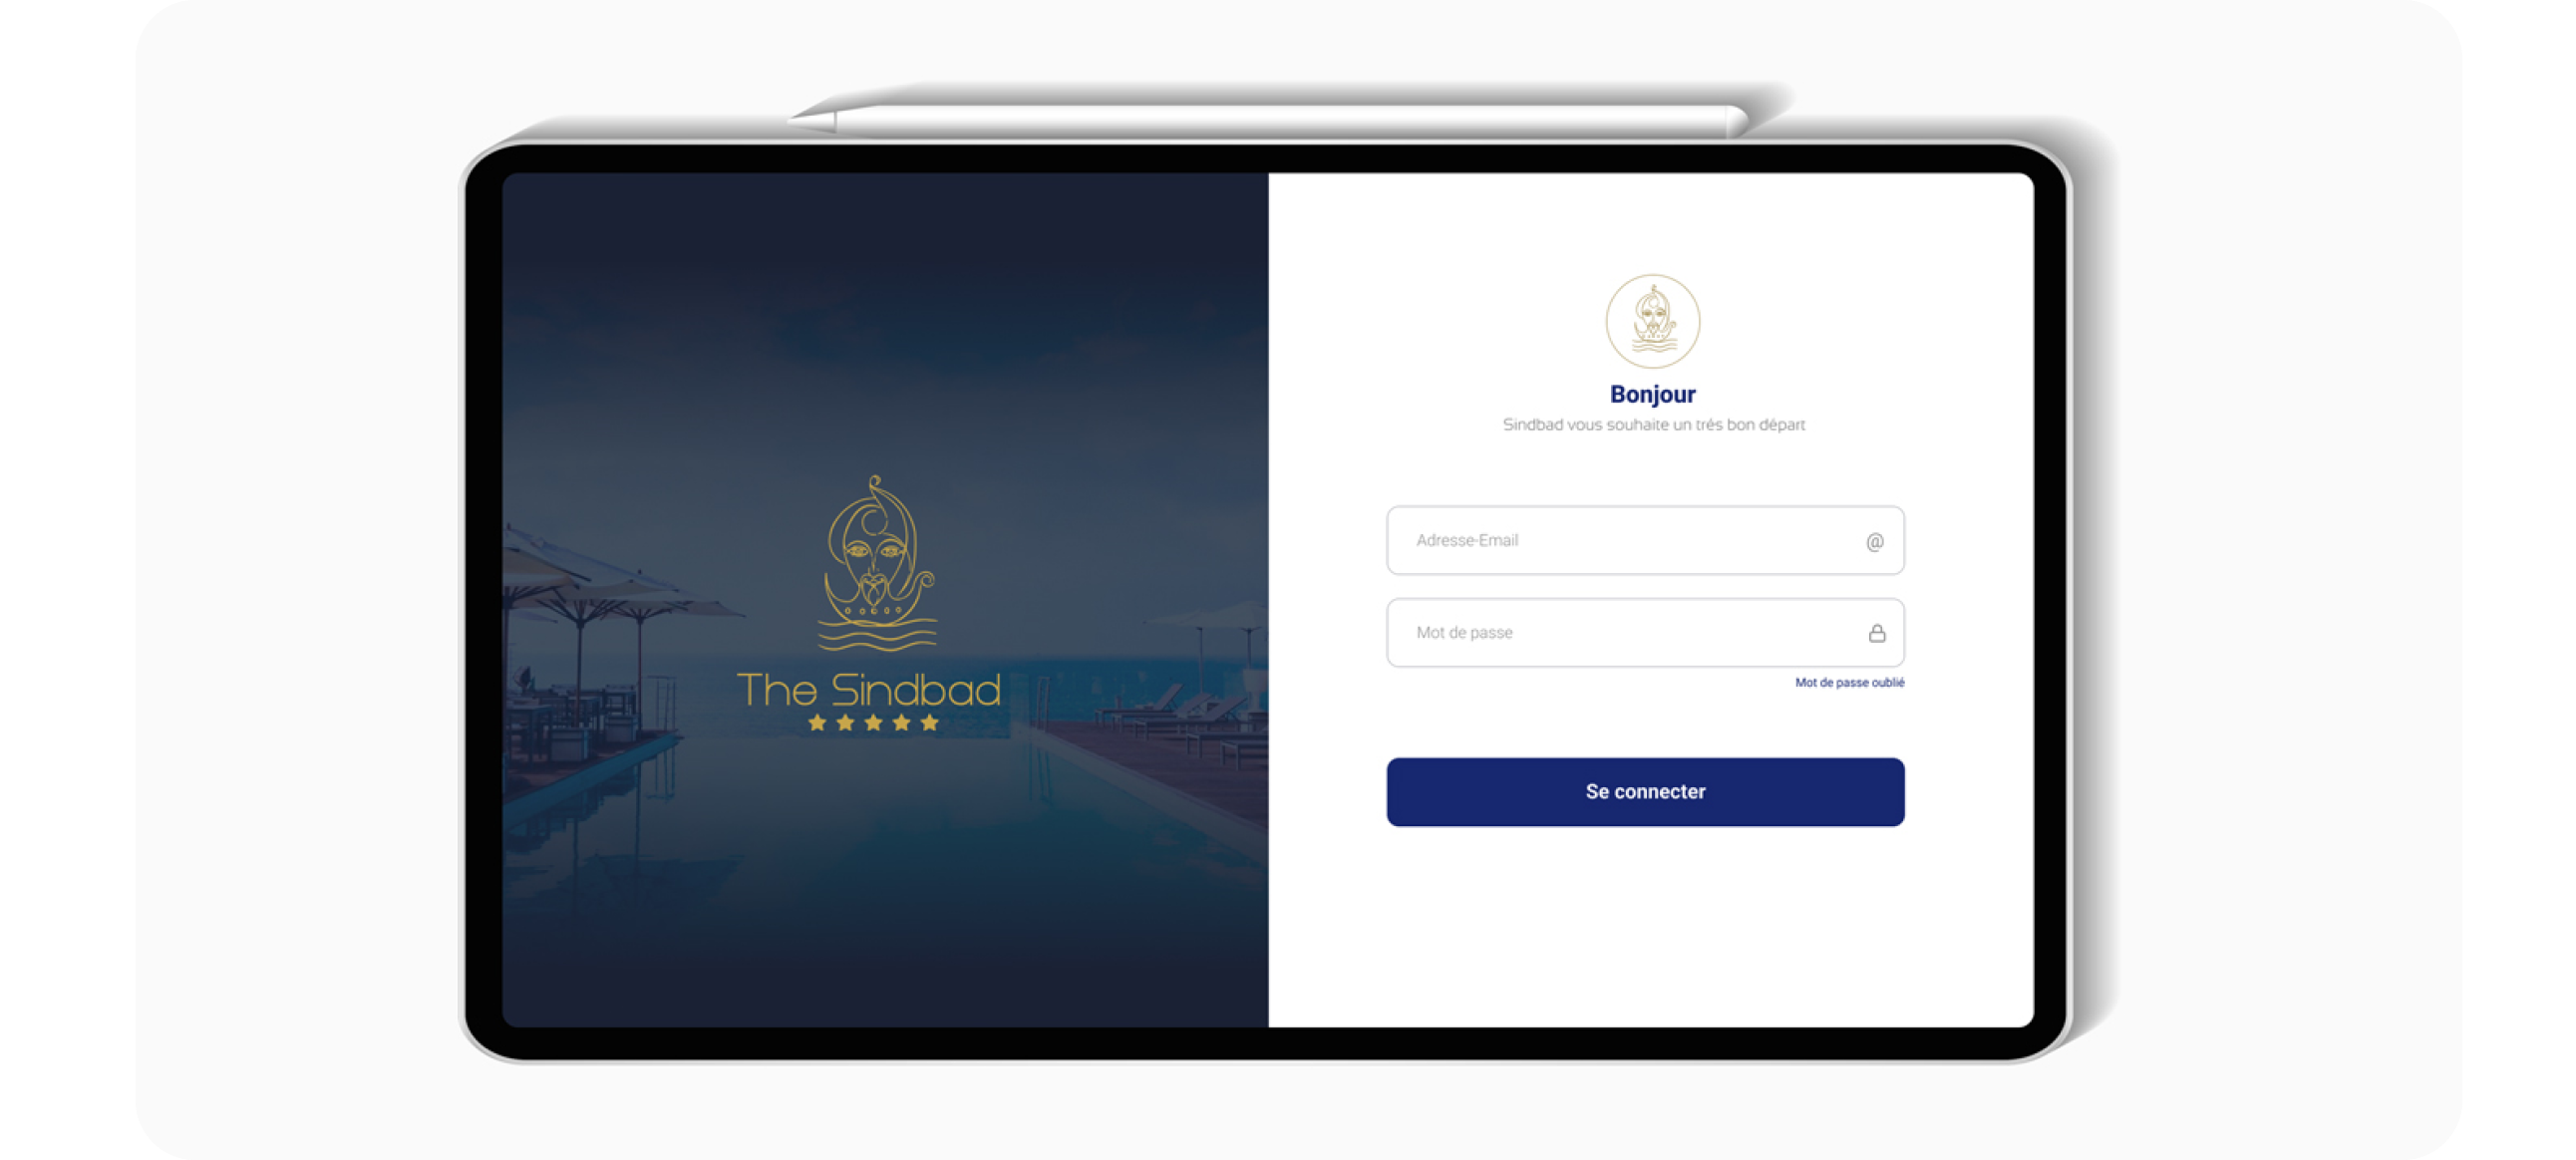 The Sindbad
Bonjour
Sindbad vous souhaite un trés bon départ
Adresse-Email
@
Mot de passe
Mot de passe oublié
Se connecter